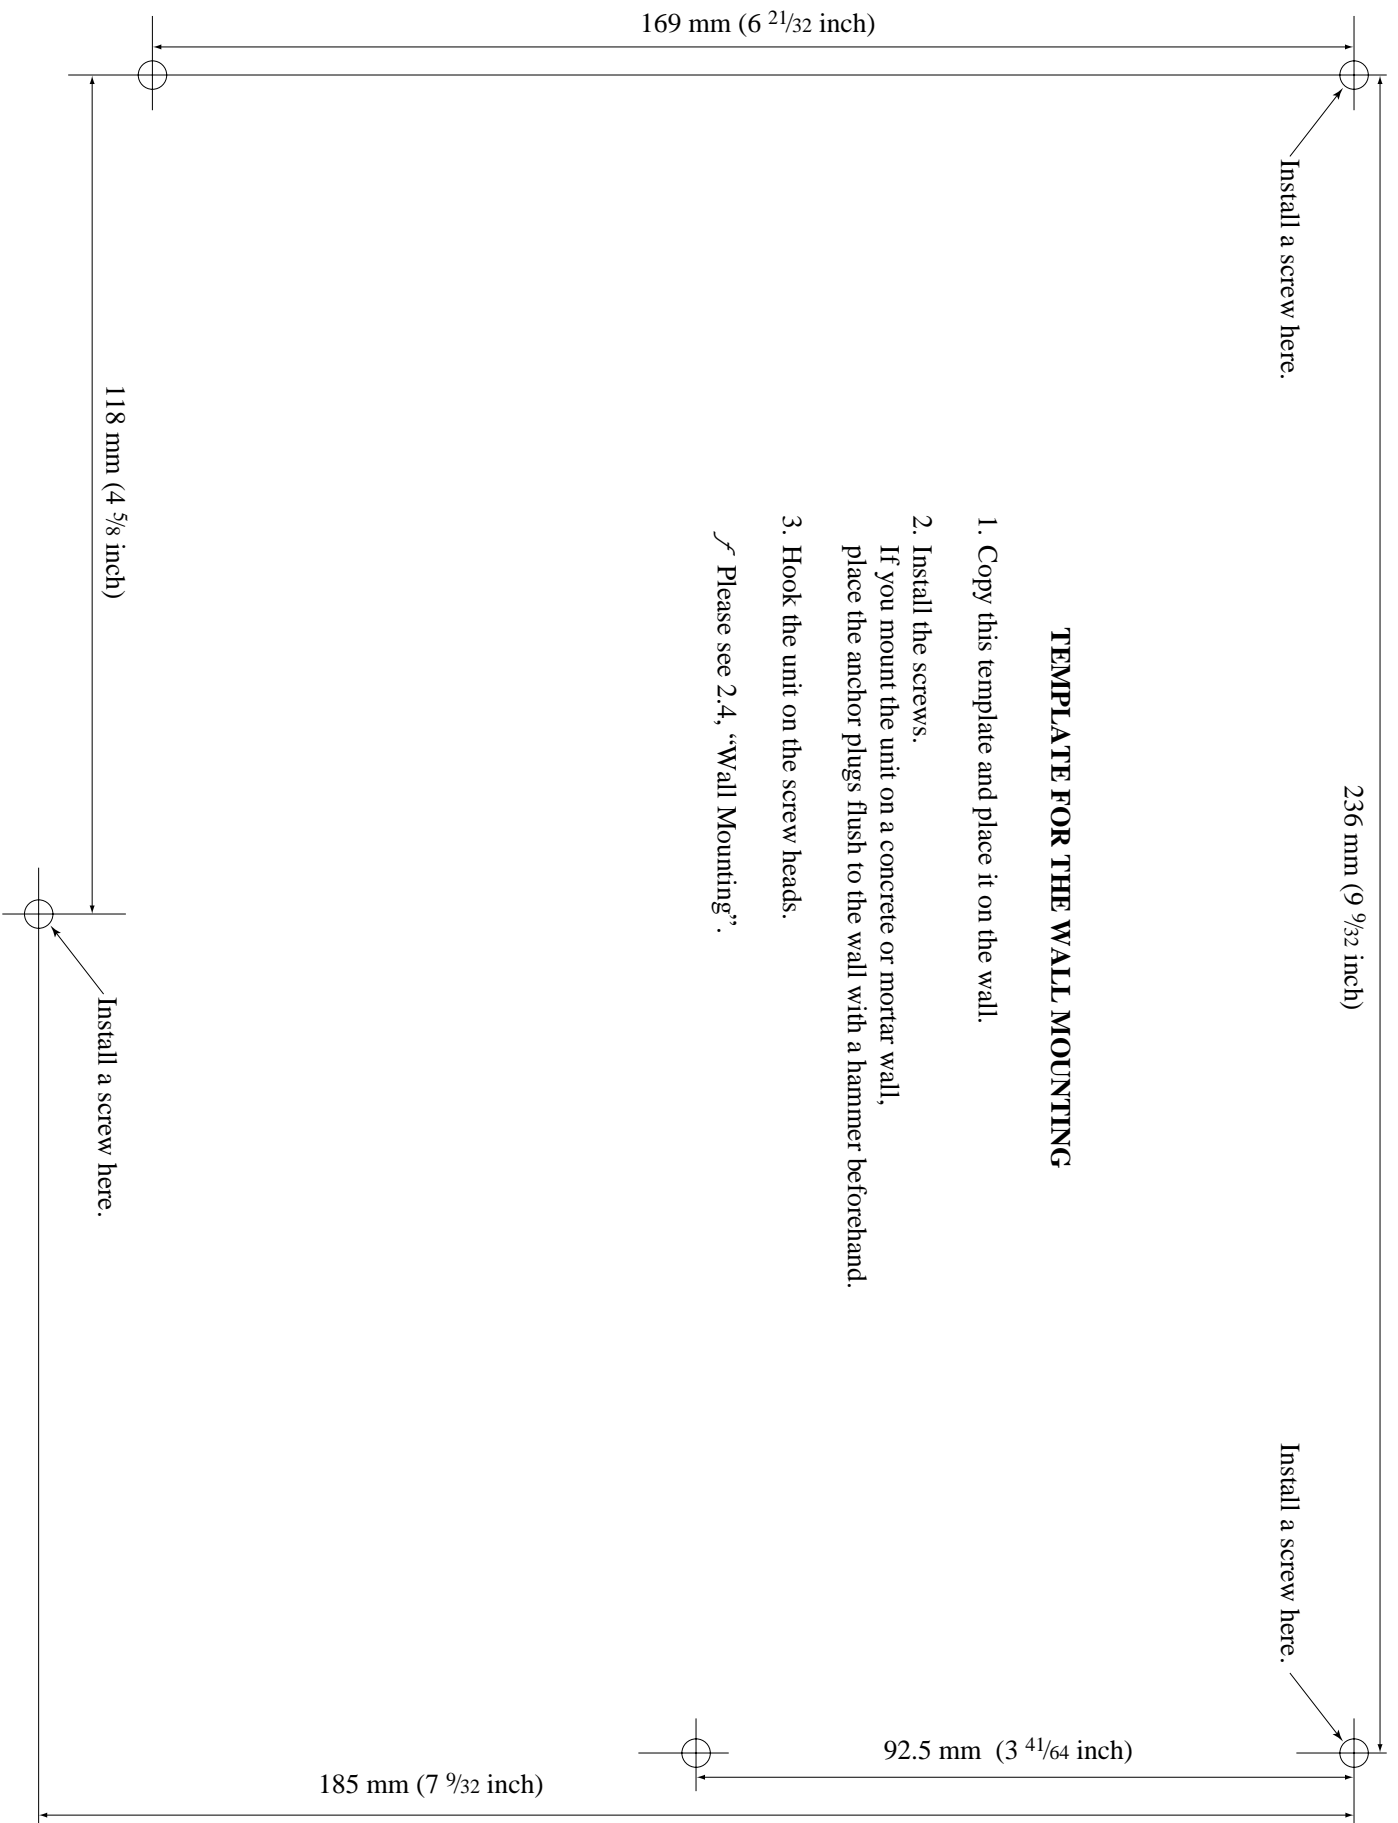 169 mm (6 21/32 inch)
236 mm (9 9/32 inch)
Install a screw here.
Install a screw here.
TEMPLATE FOR THE WALL MOUNTING
1. Copy this template and place it on the wall.
2. Install the screws.
If you mount the unit on a concrete or mortar wall,
place the anchor plugs flush to the wall with a hammer beforehand.
3. Hook the unit on the screw heads.
ƒ Please see 2.4, “Wall Mounting”.
118 mm (4 5/8 inch)
Install a screw here.
92.5 mm (3 41/64 inch)
185 mm (7 9/32 inch)